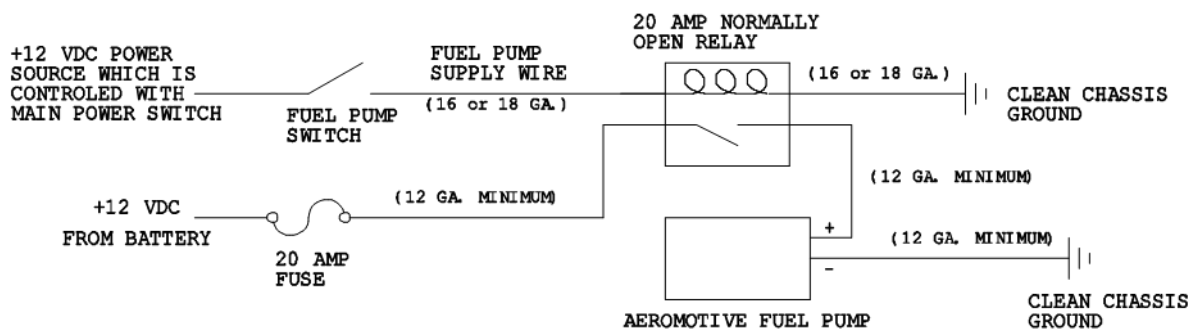 20 AMP NORMALLY
OPEN RELAY
+12 VDC POWER
SOURCE WHICH IS
CONTROLED WITH
MAIN POWER SWITCH
FUEL PUMP
SWITCH
FUEL PUMP
SUPPLY WIRE
(16 or 18 GA.)
(16 or 18 GA.)
CLEAN CHASSIS
GROUND
+12 VDC
FROM BATTERY
20 AMP
FUSE
(12 GA. MINIMUM)
(12 GA. MINIMUM)
+
-
(12 GA. MINIMUM)
CLEAN CHASSIS
GROUND
AEROMOTIVE FUEL PUMP